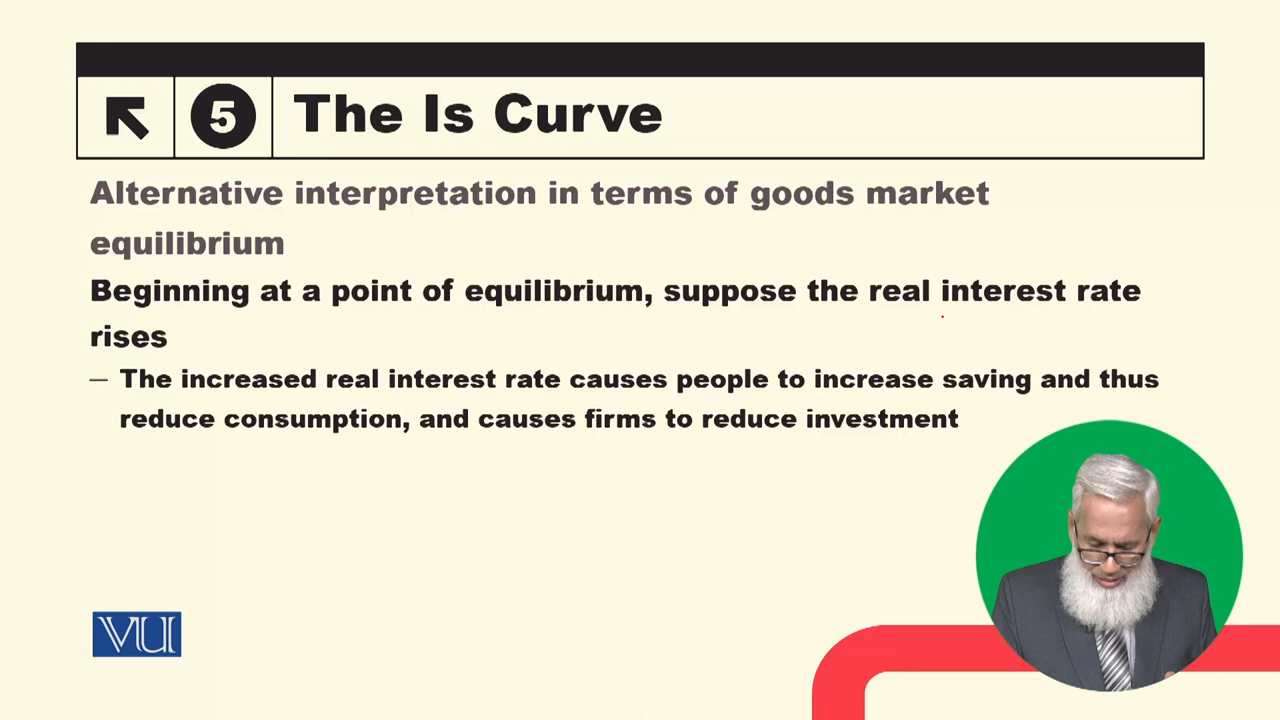 5
The Is Curve
Alternative interpretation in terms of goods market
equilibrium
Beginning at a point of equilibrium, suppose the real interest rate
rises
– The increased real interest rate causes people to increase saving and thus
reduce consumption, and causes firms to reduce investment
VU